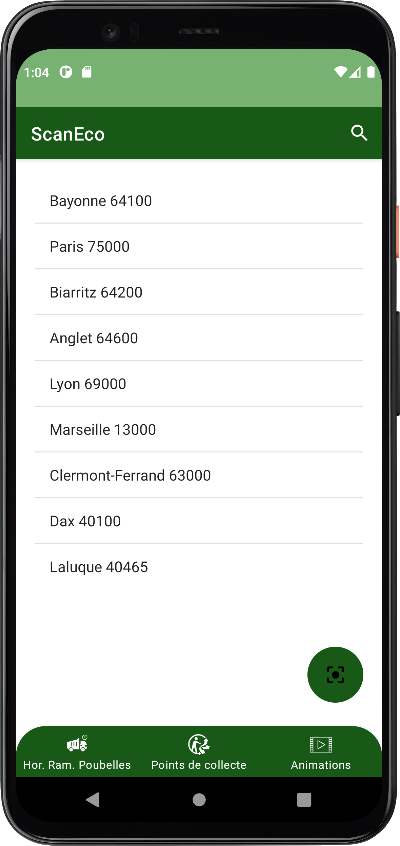 1:04
ScanEco
Bayonne 64100
Paris 75000
Biarritz 64200
Anglet 64600
Lyon 69000
Marseille 13000
Clermont-Ferrand 63000
Dax 40100
Laluque 40465
Hor. Ram. Poubelles Points de collecte Animations